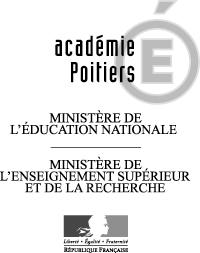 académie
Poitiers
É
MINISTÈRE DE
L'ÉDUCATION NATIONALE
MINISTÈRE DE
L'ENSEIGNEMENT SUPÉRIEUR
ET DE LA RECHERCHE
Liberté • Égalité • Fraternité
RÉPUBLIQUE FRANÇAISE